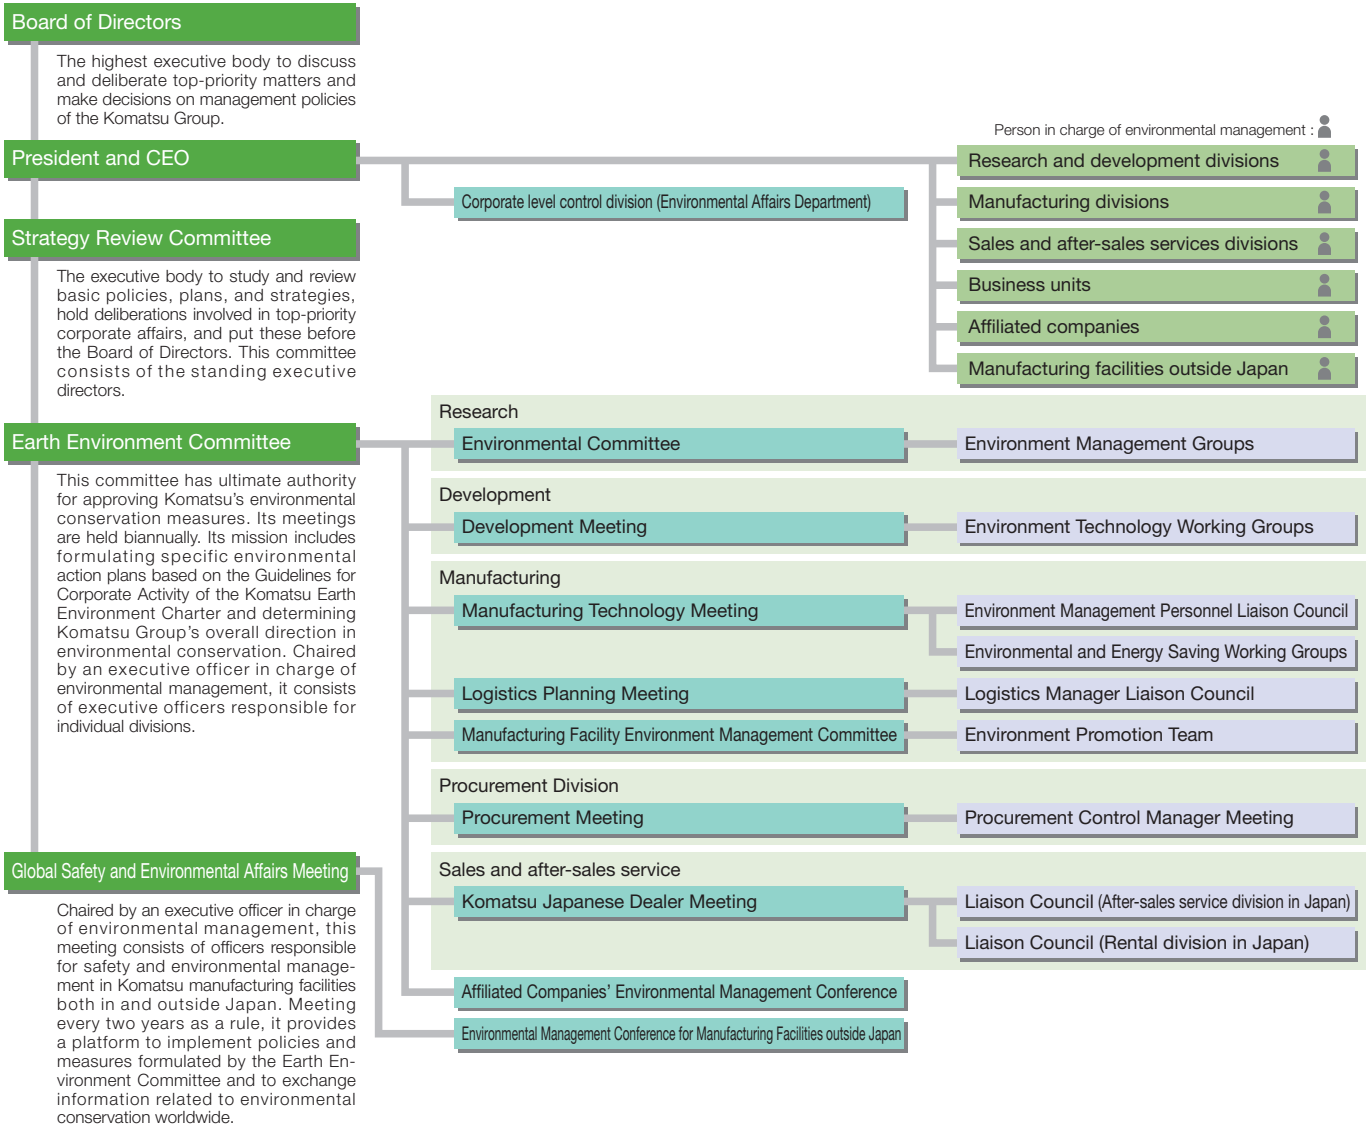 Board of Directors
The highest executive body to discuss
and deliberate top-priority matters and
make decisions on management policies
of the Komatsu Group.
President and CEO
Strategy Review Committee
The executive body to study and review
basic policies, plans, and strategies,
hold deliberations involved in top-priority
corporate affairs, and put these before
the Board of Directors. This committee
consists of the standing executive
directors.
Earth Environment Committee
This committee has ultimate authority
for approving Komatsu's environmental
conservation measures. Its meetings
are held biannually. Its mission includes
formulating specific environmental
action plans based on the Guidelines for
Corporate Activity of the Komatsu Earth
Environment Charter and determining
Komatsu Group's overall direction in
environmental conservation. Chaired
by an executive officer in charge of
environmental management, it consists
of executive officers responsible for
individual divisions.
Global Safety and Environmental Affairs Meeting
Chaired by an executive officer in charge
of environmental management, this
meeting consists of officers responsible
for safety and environmental manage-
ment in Komatsu manufacturing facilities
both in and outside Japan. Meeting
every two years as a rule, it provides
a platform to implement policies and
measures formulated by the Earth En-
vironment Committee and to exchange
information related to environmental
conservation worldwide.
Corporate level control division (Environmental Affairs Department)
Person in charge of environmental management :
Research and development divisions
Manufacturing divisions
Sales and after-sales services divisions
Business units
Affiliated companies
Manufacturing facilities outside Japan
Research
Environmental Committee
Environment Management Groups
Development
Development Meeting
Environment Technology Working Groups
Manufacturing
Manufacturing Technology Meeting
Environment Management Personnel Liaison Council
Environmental and Energy Saving Working Groups
Logistics Planning Meeting
Logistics Manager Liaison Council
Manufacturing Facility Environment Management Committee
Environment Promotion Team
Procurement Division
Procurement Meeting
Procurement Control Manager Meeting
Sales and after-sales service
Komatsu Japanese Dealer Meeting
Liaison Council (After-sales service division in Japan)
Liaison Council (Rental division in Japan)
Affiliated Companies' Environmental Management Conference
Environmental Management Conference for Manufacturing Facilities outside Japan